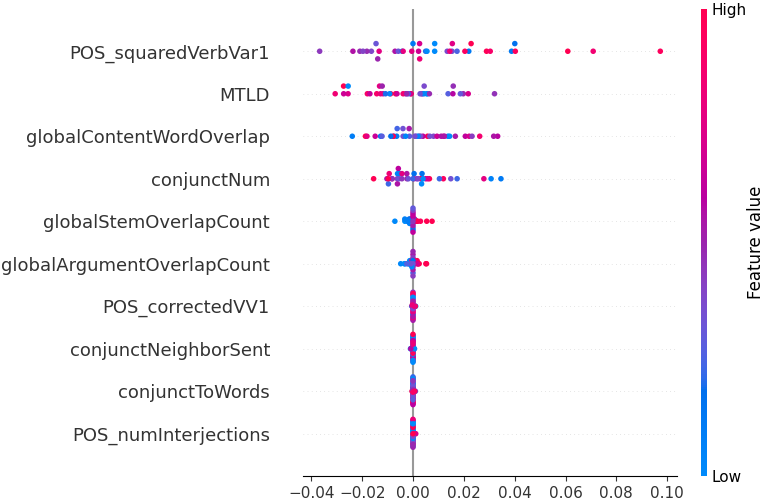 High
POS_squaredVerbVar1
MTLD
globalContentWordOverlap
conjunctNum
globalStemOverlapCount
globalArgumentOverlapCount
POS_correctedVV1
conjunctNeighborSent
conjunctToWords
POS_numInterjections
Feature value
Low
−0.04 −0.02 0.00 0.02 0.04 0.06 0.08 0.10